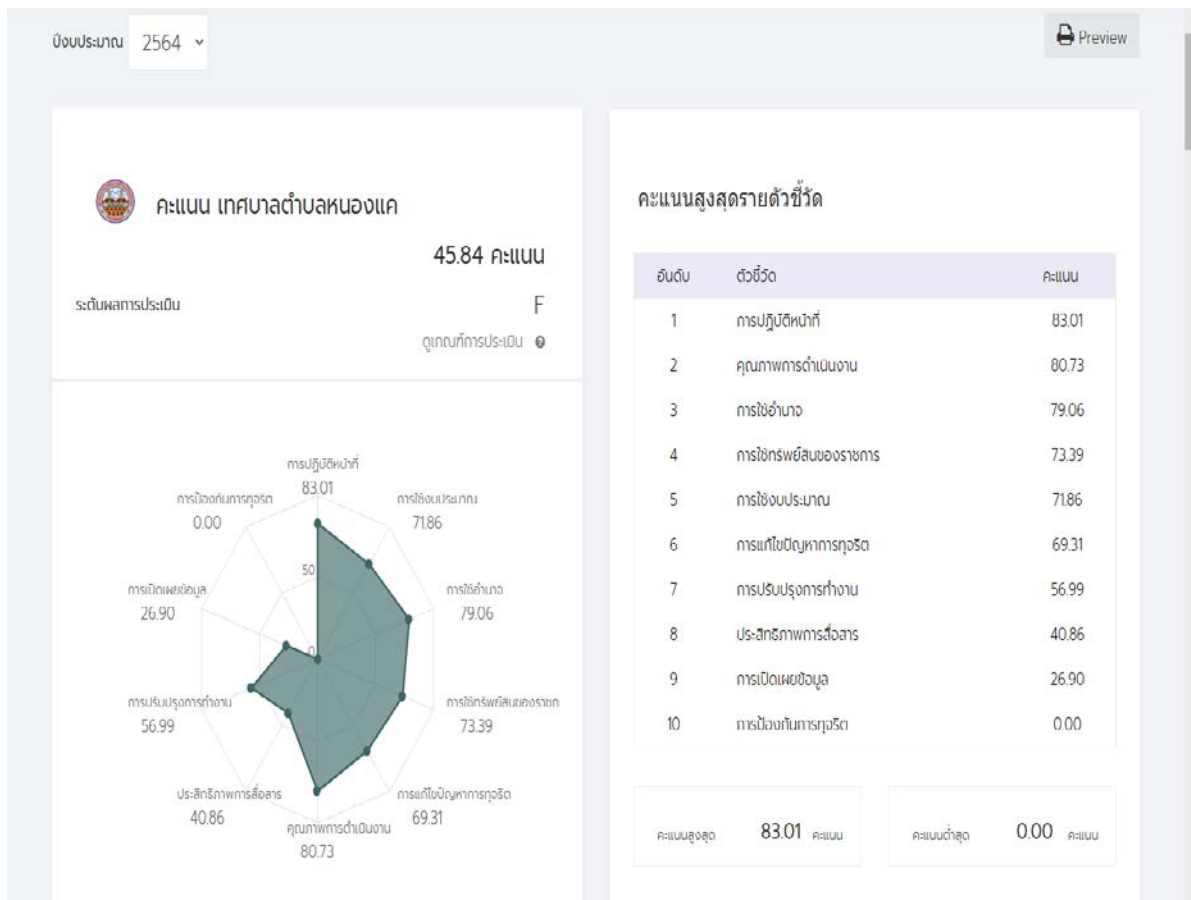 ปีงบประมาณ 2564
Preview
คะแนน เทศบาลตำบลหนองแค
45.84 คะแนน
ระดับผลการประเมิน F
ดูเกณฑ์การประเมิน
การปฏิบัติหน้าที่
83.01
การป้องกันการทุจริต
0.00
การใช้งบประมาณ
71.86
50
การเปิดเผยข้อมูล
26.90
การใช้อำนาจ
79.06
0
การปรับปรุงการทำงาน
56.99
การใช้ทรัพย์สินของราชก
73.39
ประสิทธิภาพการสื่อสาร
40.86
การแก้ไขปัญหาการทุจริต
69.31
คุณภาพการดำเนินงาน
80.73
คะแนนสูงสุดรายตัวชี้วัด
อันดับ ตัวชี้วัด คะแนน
1 การปฏิบัติหน้าที่ 83.01
2 คุณภาพการดำเนินงาน 80.73
3 การใช้อำนาจ 79.06
4 การใช้ทรัพย์สินของราชการ 73.39
5 การใช้งบประมาณ 71.86
6 การแก้ไขปัญหาการทุจริต 69.31
7 การปรับปรุงการทำงาน 56.99
8 ประสิทธิภาพการสื่อสาร 40.86
9 การเปิดเผยข้อมูล 26.90
10 การป้องกันการทุจริต 0.00
คะแนนสูงสุด 83.01 คะแนน
คะแนนต่ำสุด 0.00 คะแนน